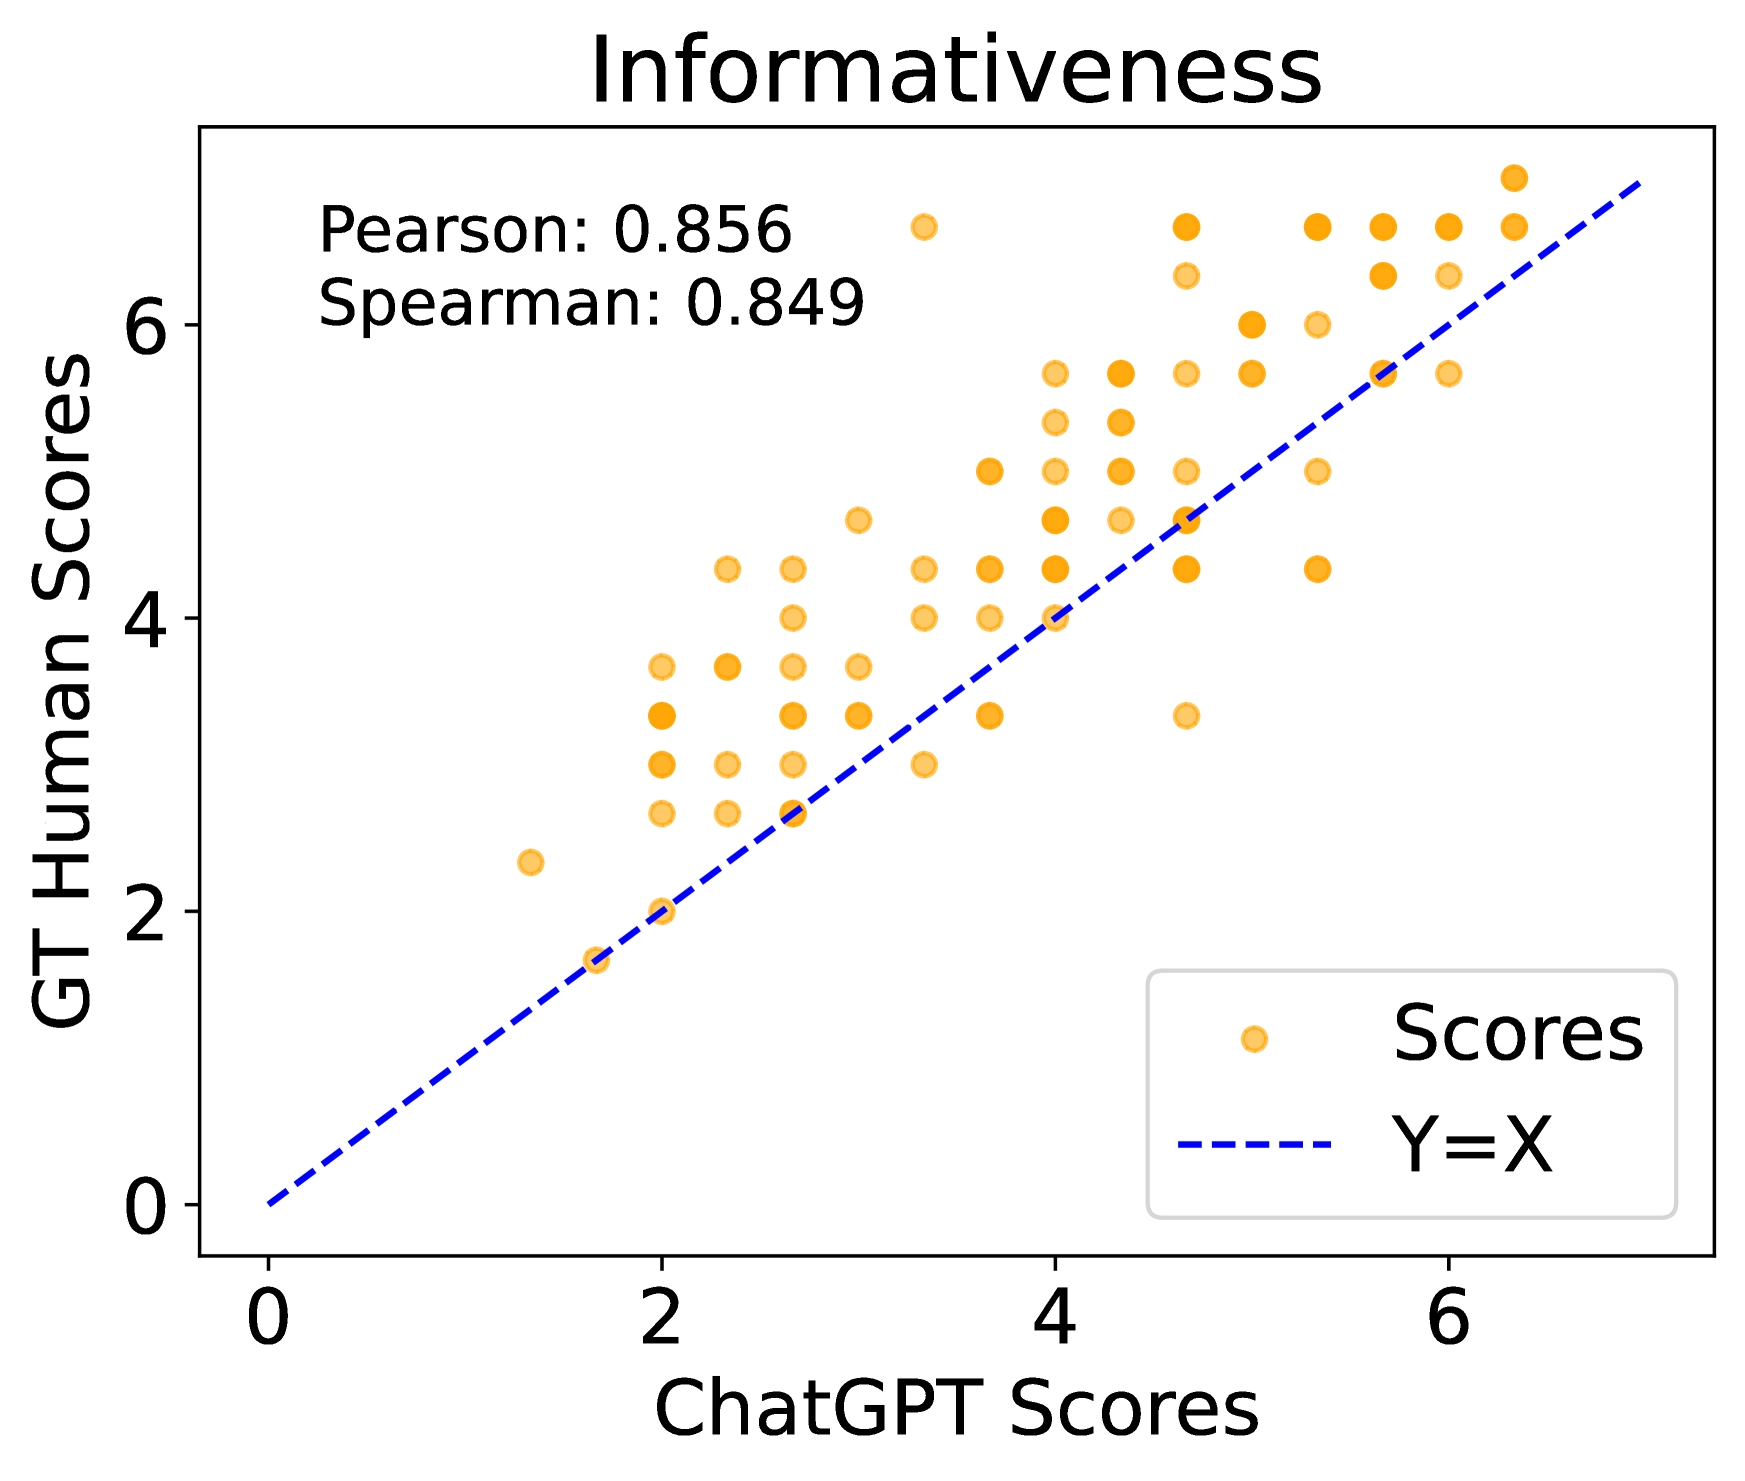 Informativeness
Pearson: 0.856
Spearman: 0.849
GT Human Scores
6
4
2
0
0 2 4 6
ChatGPT Scores
Scores
Y=X